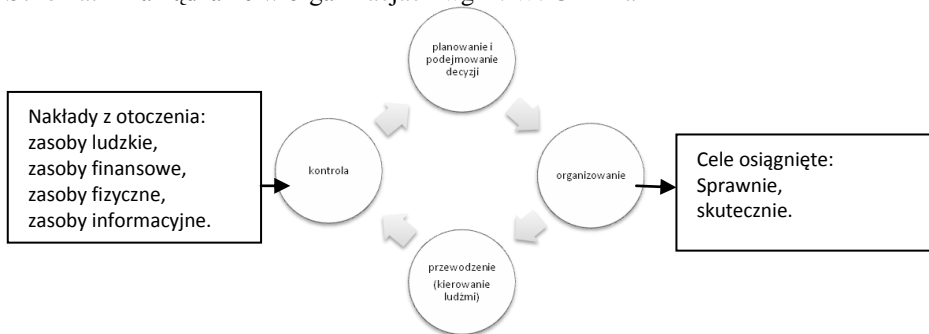 planowanie i
podejmowanie
decyzji
Nakłady z otoczenia:
zasoby ludzkie,
zasoby finansowe,
zasoby fizyczne,
zasoby informacyjne.
kontrola
organizowanie
Cele osiągnięte:
Sprawnie,
skutecznie.
przewodzenie
(kierowanie
ludźmi)